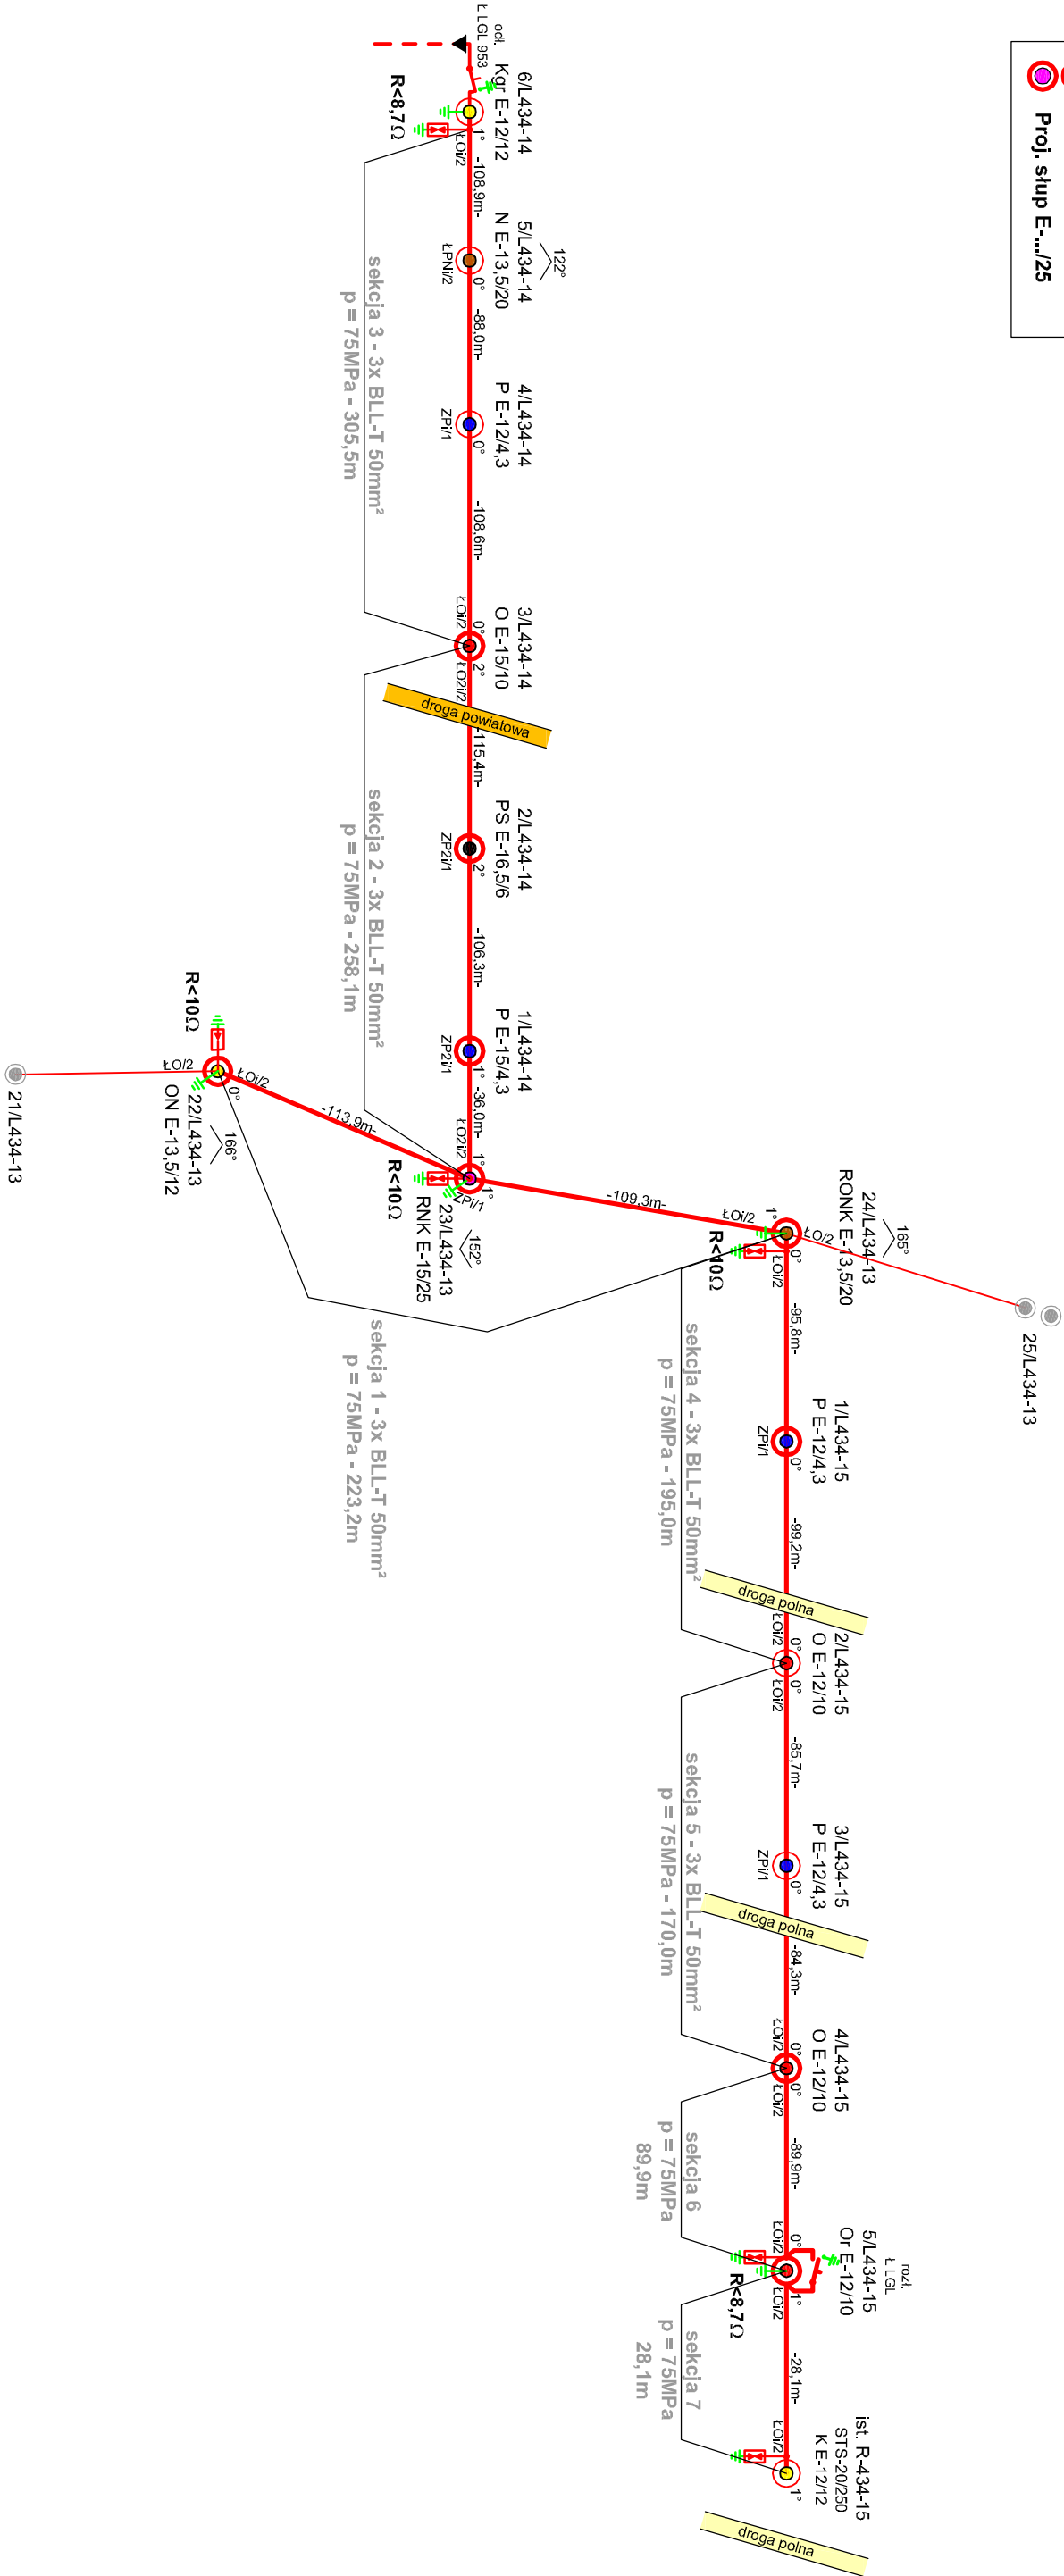 Proj. słup E-.../25
odł.
Ł LGL 953
6/L434-14
Kgr E-12/12
R<8,7Ω
1°
ŁOi/2
-108,9m-
122°
5/L434-14
N E-13,5/20
ŁPNi/2
0°
-88,0m-
4/L434-14
P E-12/4,3
ZPi/1
0°
-108,6m-
sekcja 3 - 3x BLL-T 50mm²
p = 75MPa - 305,5m
3/L434-14
O E-15/10
ŁOi/2
0°
2°
ŁO2i/2
droga powiatowa
-115,4m-
2/L434-14
PS E-16,5/6
ZP2i/1
2°
-106,3m-
sekcja 2 - 3x BLL-T 50mm²
p = 75MPa - 258,1m
1/L434-14
P E-15/4,3
ZP2i/1
1°
-36,0m-
ŁO2i/2
1°
1°
ZPi/1
R<10Ω
152°
23/L434-13
RNK E-15/25
-113,9m-
R<10Ω
ŁO/2
ŁOi/2
0°
166°
22/L434-13
ON E-13,5/12
21/L434-13
-109,3m-
ŁOi/2
1°
165°
24/L434-13
RONK E-13,5/20
ŁO/2
0°
ŁOi/2
R<10Ω
25/L434-13
sekcja 1 - 3x BLL-T 50mm²
p = 75MPa - 223,2m
-95,8m-
1/L434-15
P E-12/4,3
ZPi/1
0°
-99,2m-
sekcja 4 - 3x BLL-T 50mm²
p = 75MPa - 195,0m
droga polna
2/L434-15
O E-12/10
ŁOi/2
0°
0°
ŁOi/2
-85,7m-
3/L434-15
P E-12/4,3
ZPi/1
0°
droga polna
-84,3m-
sekcja 5 - 3x BLL-T 50mm²
p = 75MPa - 170,0m
4/L434-15
O E-12/10
ŁOi/2
0°
0°
ŁOi/2
-89,9m-
sekcja 6
p = 75MPa
89,9m
rozł.
Ł LGL
5/L434-15
Or E-12/10
ŁOi/2
0°
1°
ŁOi/2
R<8,7Ω
-28,1m-
sekcja 7
p = 75MPa
28,1m
ist. R-434-15
STS-20/250
K E-12/12
ŁOi/2
1°
droga polna